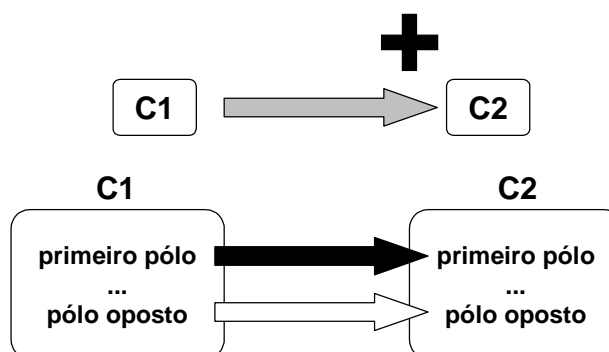 +
C1 C2
C1 C2
primeiro pólo primeiro pólo
... ...
pólo oposto pólo oposto